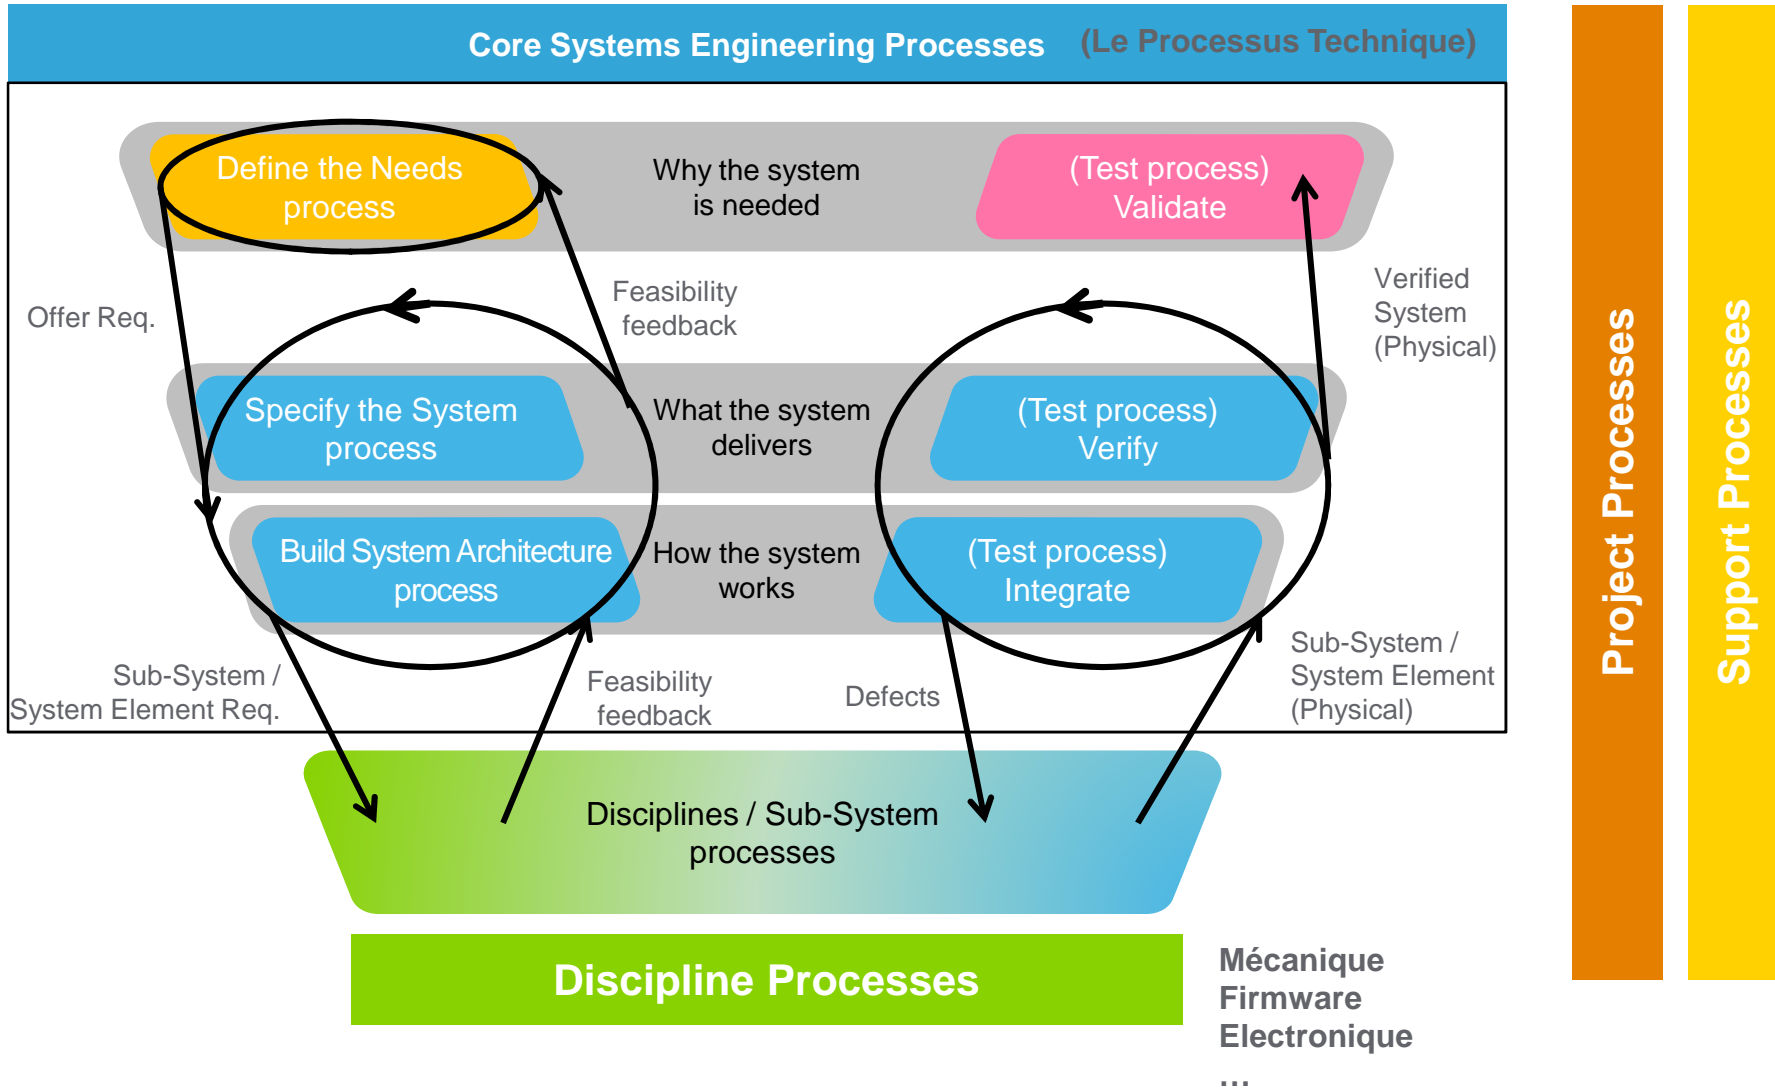 Core Systems Engineering Processes (Le Processus Technique)
Define the Needs
process
Why the system
is needed
(Test process)
Validate
Offer Req.
Feasibility
feedback
Verified
System
(Physical)
Specify the System
process
What the system
delivers
(Test process)
Verify
Build System Architecture
process
How the system
works
(Test process)
Integrate
Sub-System /
System Element Req.
Feasibility
feedback
Defects
Sub-System /
System Element
(Physical)
Disciplines / Sub-System
processes
Discipline Processes
Mécanique
Firmware
Electronique
...
Project Processes
Support Processes